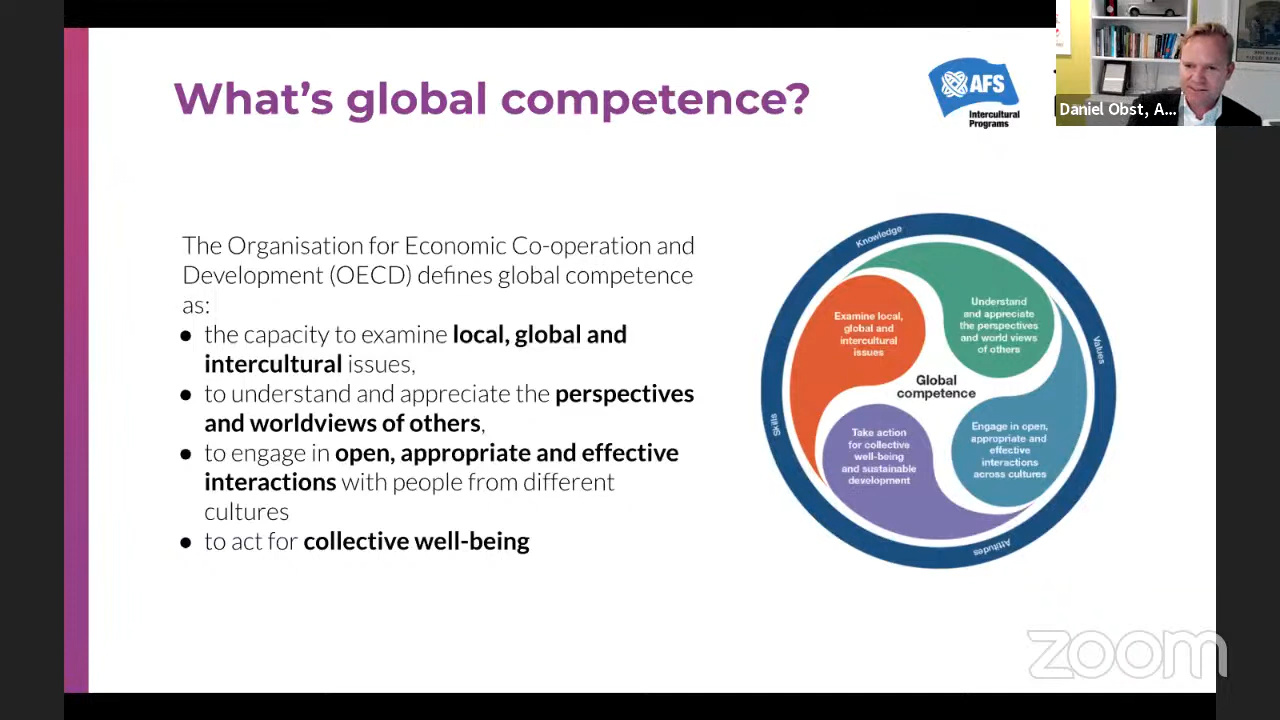 What's global competence?
AFS
Intercultural
Programs
Daniel Obst, A...
The Organisation for Economic Co-operation and
Development (OECD) defines global competence
as:
● the capacity to examine local, global and
intercultural issues,
● to understand and appreciate the perspectives
and worldviews of others,
● to engage in open, appropriate and effective
interactions with people from different
cultures
● to act for collective well-being
Knowledge
Values
Attitudes
Skills
Examine local,
global and
intercultural
issues
Understand
and appreciate
the perspectives
and world views
of others
Global
competence
Take action
for collective
well-being
and sustainable
development
Engage in open,
appropriate and
effective
interactions
across cultures
zoom